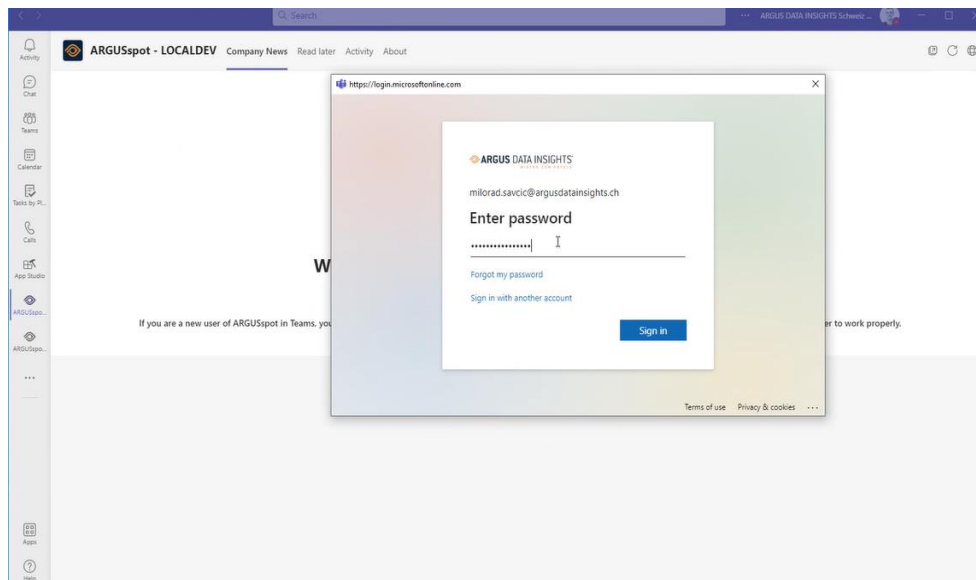 Search
ARGUS DATA INSIGHTS Schweiz ...
ARGUSspot - LOCALDEV Company News Read later Activity About
Activity
Chat
Teams
Calendar
Tasks by Pl...
Calls
App Studio
ARGUSspo...
ARGUSspo...
Apps
Help
https://login.microsoftonline.com
ARGUS DATA INSIGHTS
milorad.savcic@argusdatainsights.ch
Enter password
Forgot my password
Sign in with another account
Sign in
Terms of use Privacy & cookies ...
W
If you are a new user of ARGUSspot in Teams, you
er to work properly.